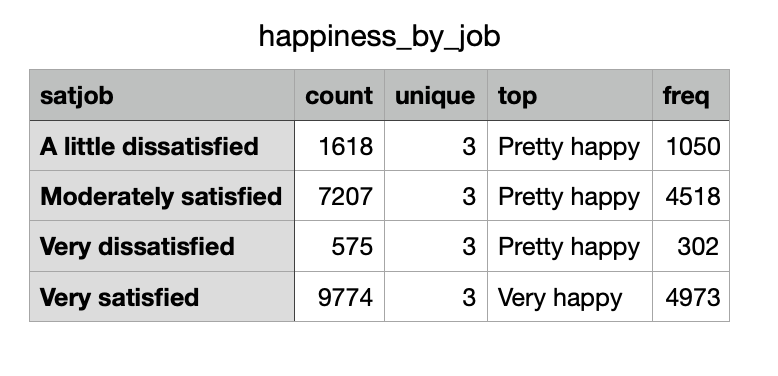 happiness_by_job
satjob count unique top freq
A little dissatisfied 1618 3 Pretty happy 1050
Moderately satisfied 7207 3 Pretty happy 4518
Very dissatisfied 575 3 Pretty happy 302
Very satisfied 9774 3 Very happy 4973